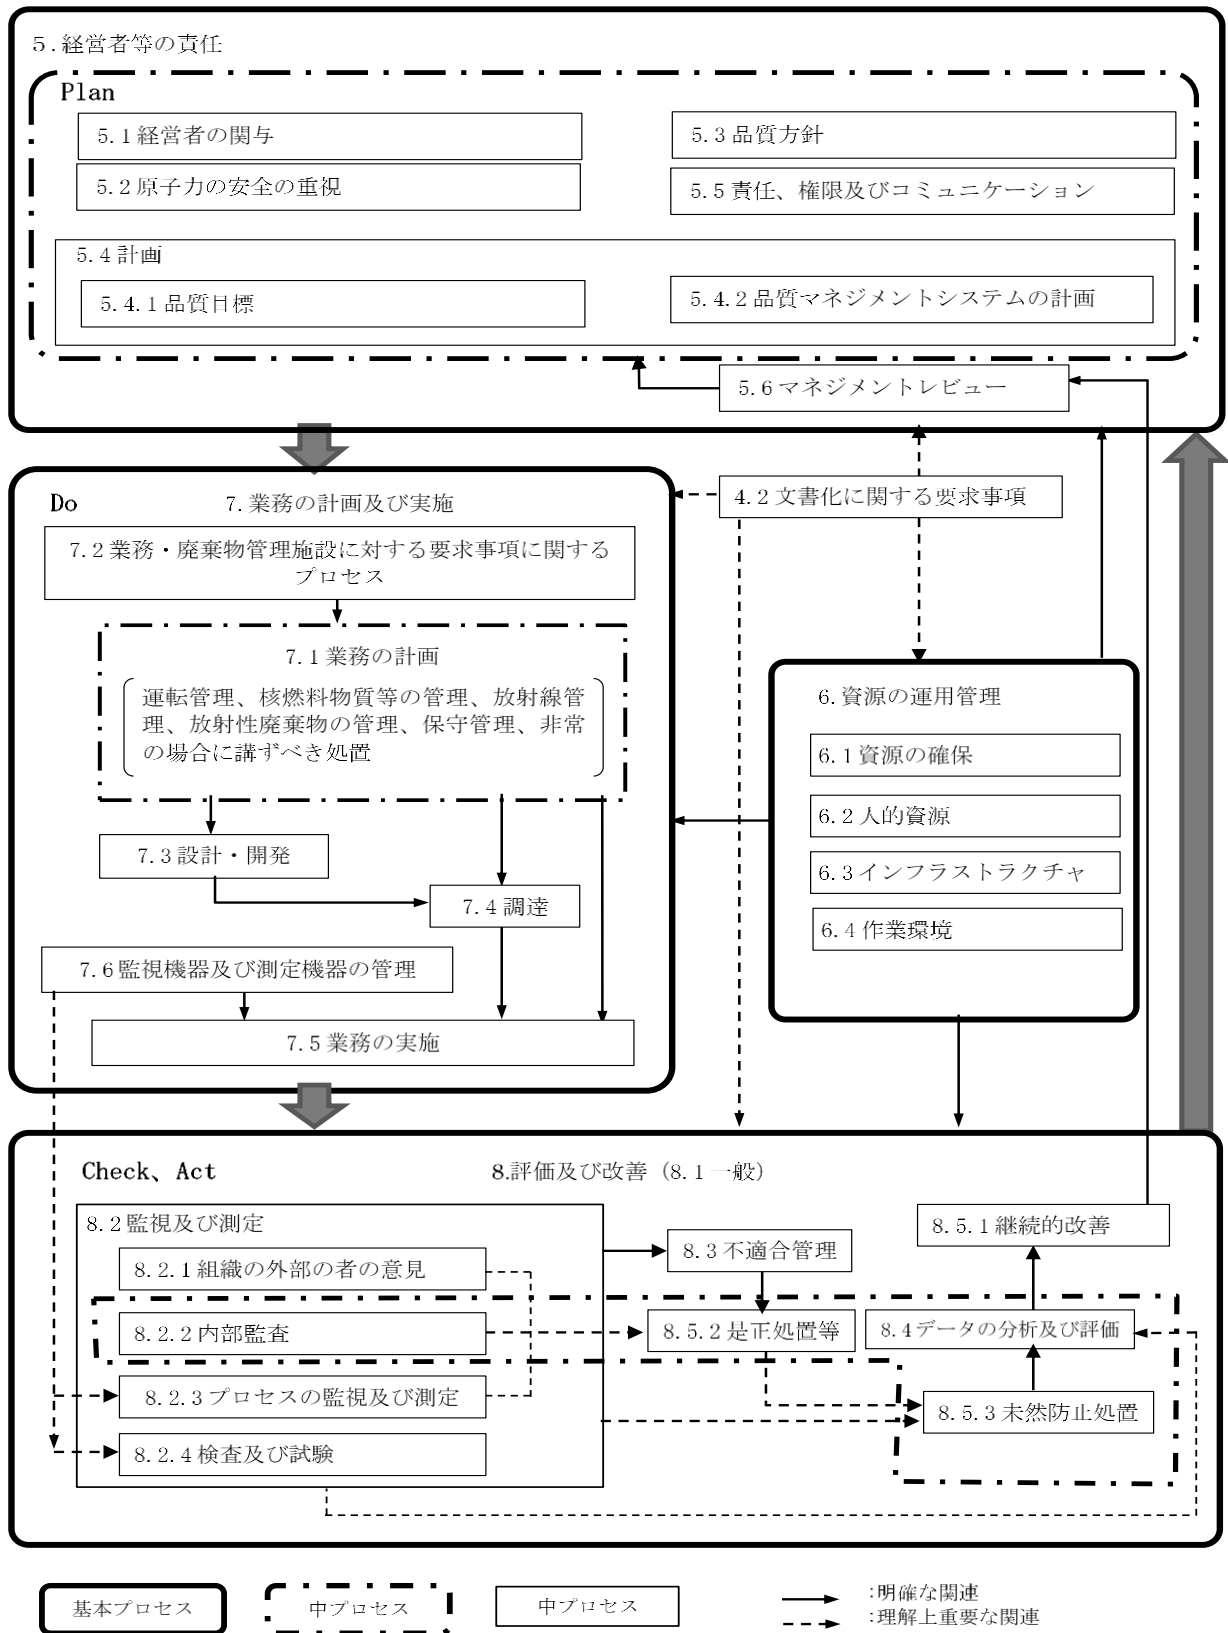 5.経営者等の責任
Plan
5.1経営者の関与
5.3品質方針
5.2原子力の安全の重視
5.5責任、権限及びコミュニケーション
5.4計画
5.4.1品質目標
5.4.2品質マネジメントシステムの計画
5.6マネジメントレビュー
Do
7.業務の計画及び実施
4.2文書化に関する要求事項
7.2業務・廃棄物管理施設に対する要求事項に関する
プロセス
7.1業務の計画
運転管理、核燃料物質等の管理、放射線管
理、放射性廃棄物の管理、保守管理、非常
の場合に講ずべき処置
6.資源の運用管理
6.1資源の確保
6.2人的資源
6.3インフラストラクチャ
6.4作業環境
7.3設計・開発
7.4調達
7.6監視機器及び測定機器の管理
7.5業務の実施
Check、Act
8.評価及び改善（8.1一般）
8.2監視及び測定
8.5.1継続的改善
8.3不適合管理
8.2.1組織の外部の者の意見
8.2.2内部監査
8.5.2是正処置等
8.4データの分析及び評価
8.2.3プロセスの監視及び測定
8.5.3未然防止処置
8.2.4検査及び試験
基本プロセス
中プロセス
中プロセス
:明確な関連
:理解上重要な関連